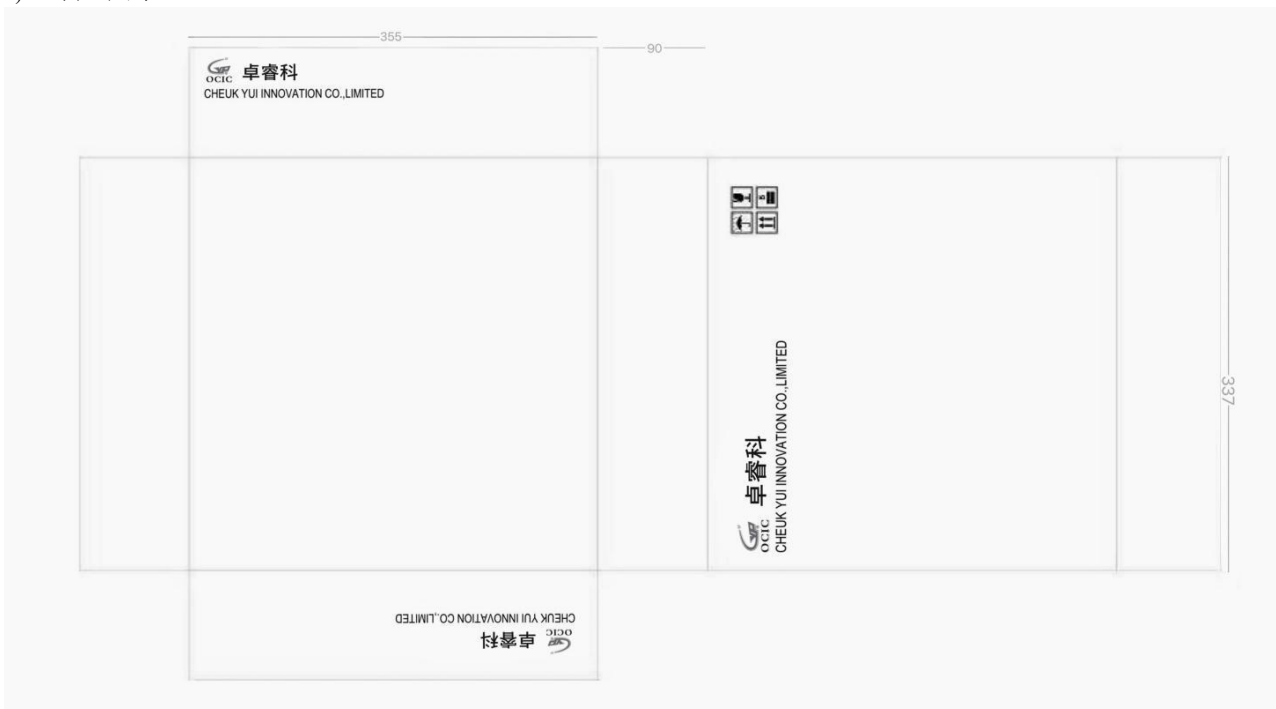 355
90
OCIC 卓睿科
CHEUK YUI INNOVATION CO.,LIMITED
337
OCIC 卓睿科
CHEUK YUI INNOVATION CO.,LIMITED
OCIC 卓睿科
CHEUK YUI INNOVATION CO.,LIMITED